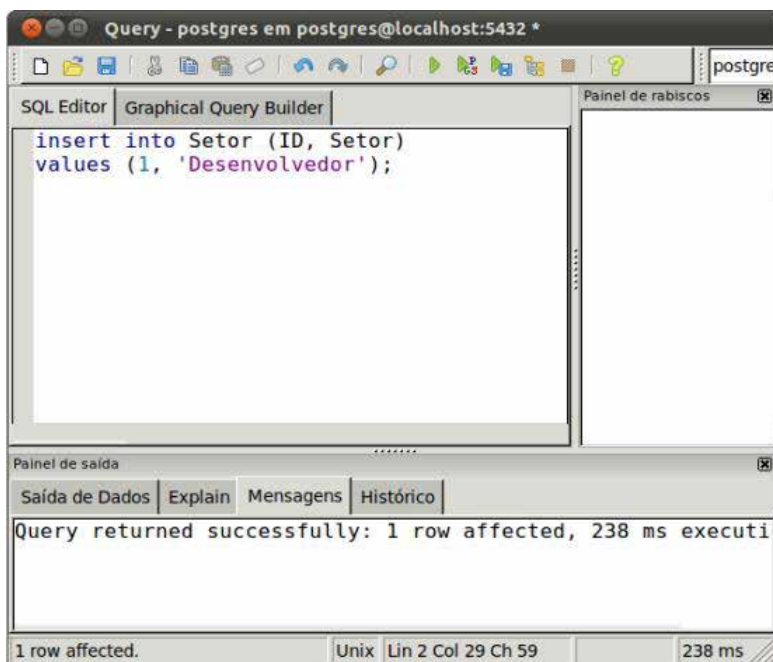 Query - postgres em postgres@localhost:5432 *
postgre
SQL Editor Graphical Query Builder
Painel de rabiscos
insert into Setor (ID, Setor)
values (1, 'Desenvolvedor');
Painel de saída
Saída de Dados Explain Mensagens Histórico
Query returned successfully: 1 row affected, 238 ms executi
1 row affected. Unix Lin 2 Col 29 Ch 59 238 ms